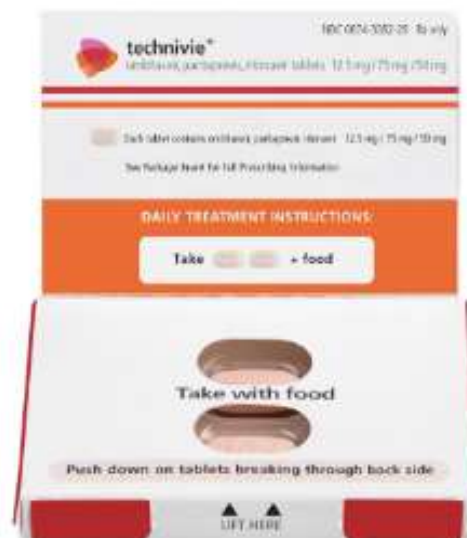 NDC 0074-3082-28 Rx only
technivie
ombitasvir, paritaprevir, ritonavir tablets 12.5 mg / 75 mg / 50 mg
Each tablet contains ombitasvir, paritaprevir, ritonavir 12.5 mg / 75 mg / 50 mg
See Package Insert for Full Prescribing Information
DAILY TREATMENT INSTRUCTIONS:
Take + food
Take with food
Push down on tablets breaking through back side
LIFT HERE